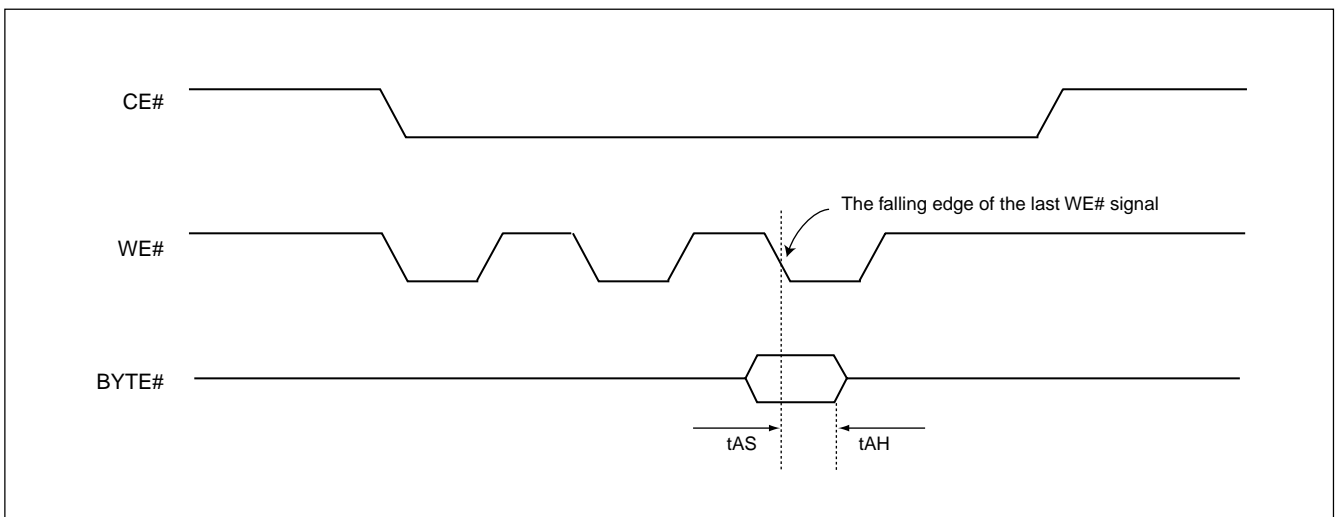 CE#
The falling edge of the last WE# signal
WE#
BYTE#
tAS
tAH